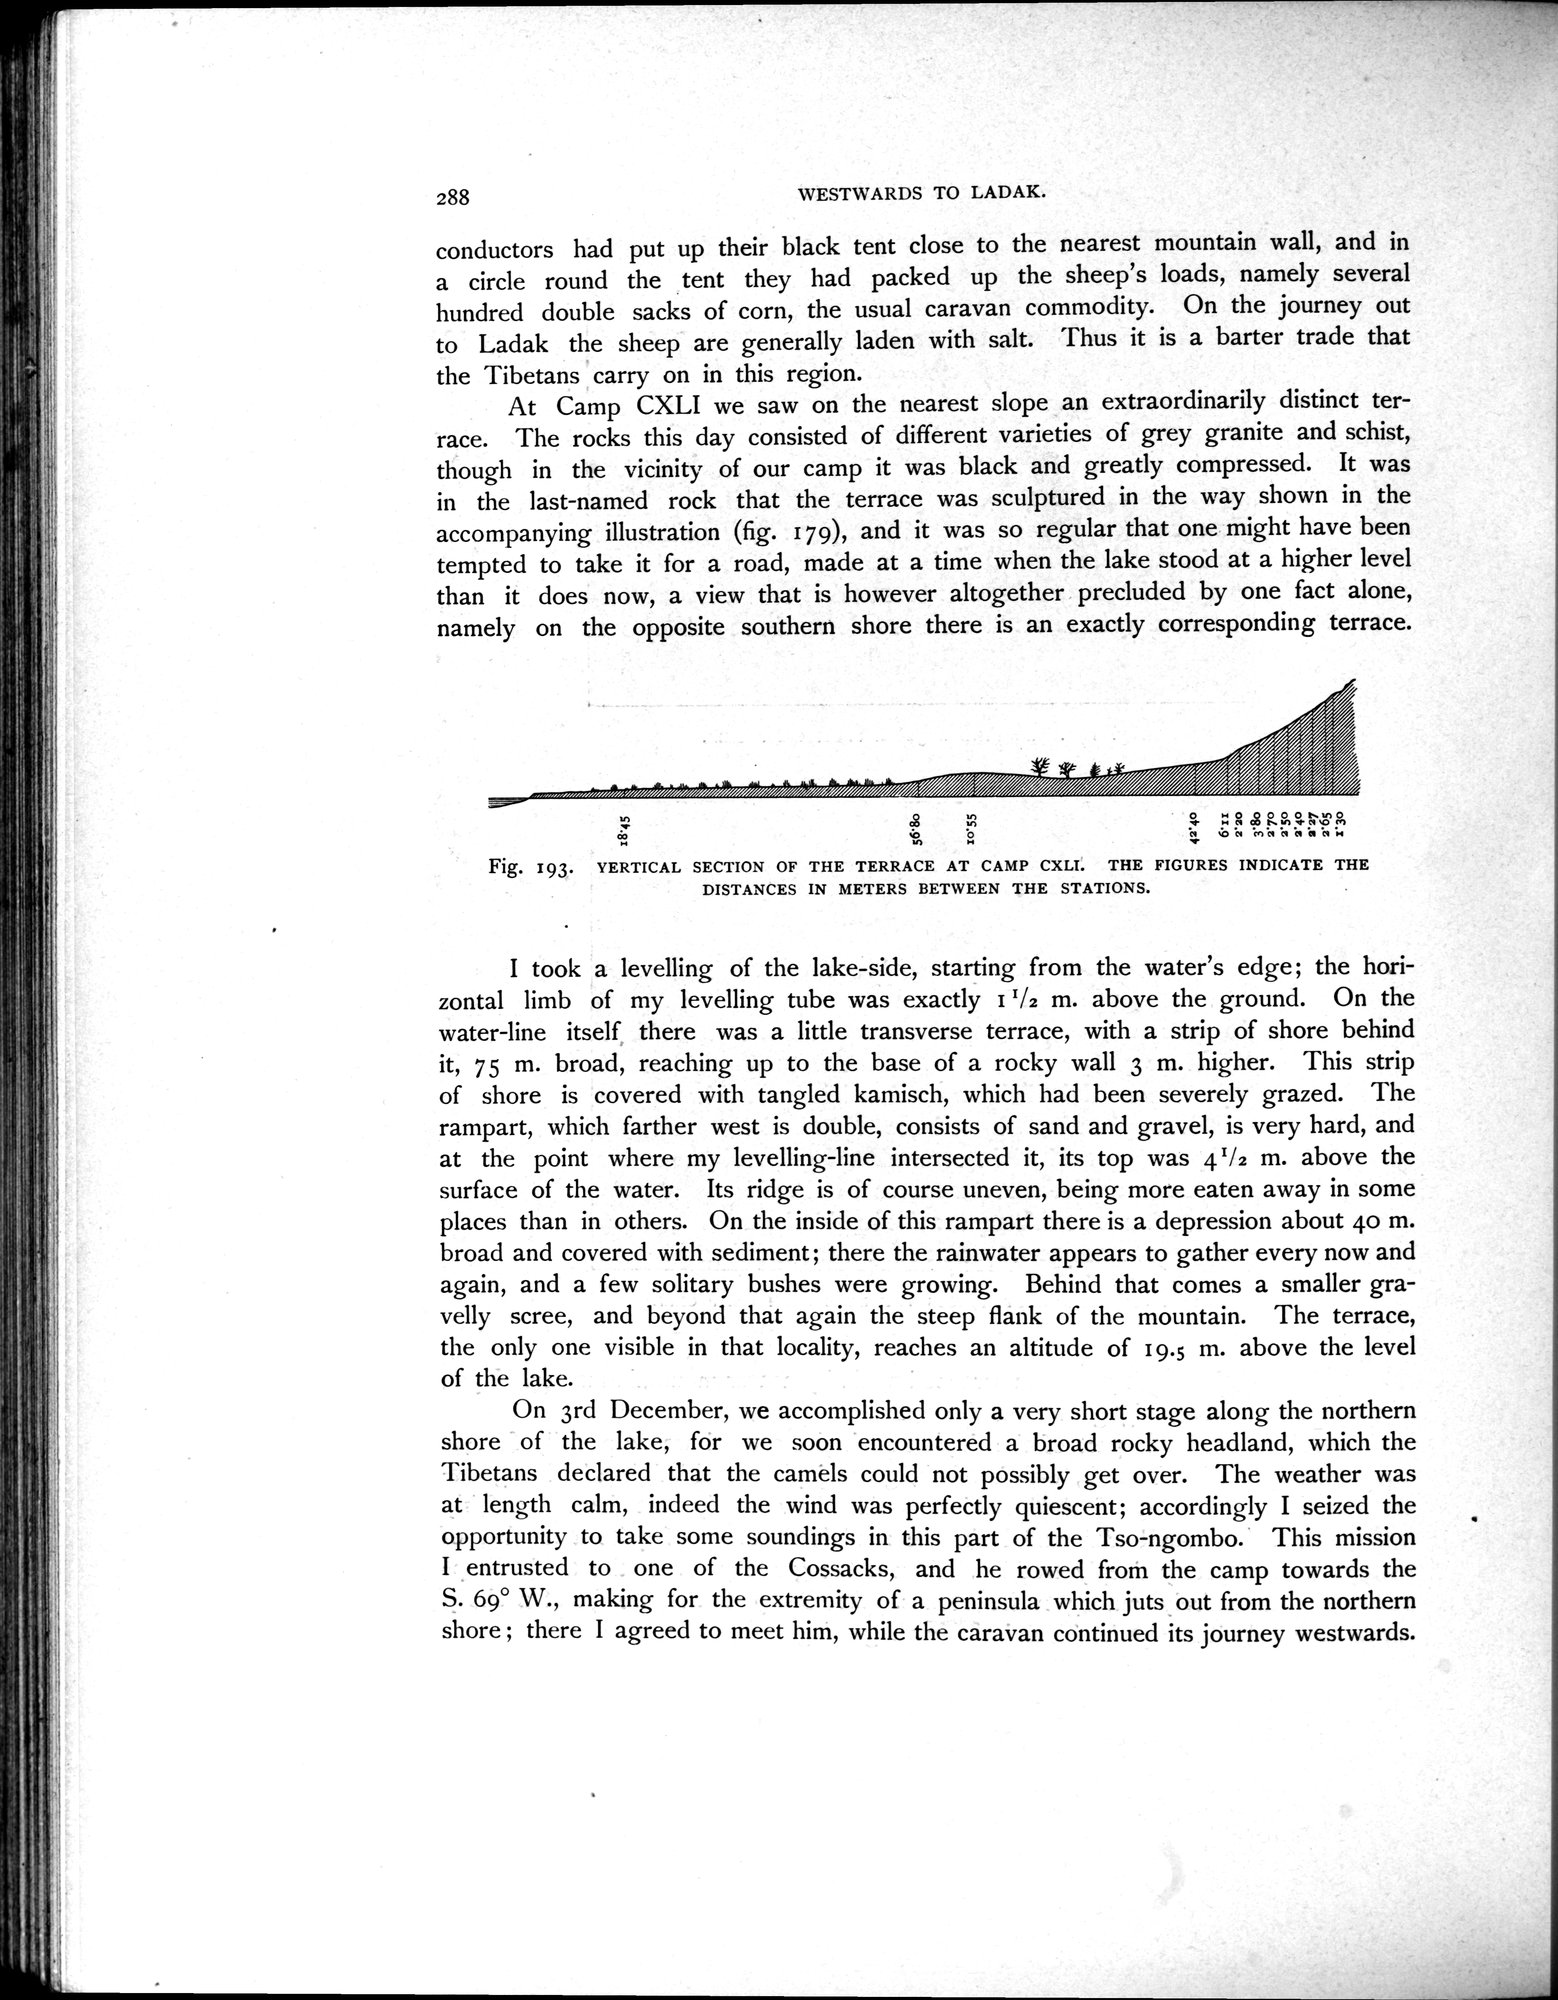 288
WESTWARDS TO LADAK.
conductors had put up their black tent close to the nearest mountain wall, and in
a circle round the tent they had packed up the sheep's loads, namely several
hundred double sacks of corn, the usual caravan commodity. On the journey out
to Ladak the sheep are generally laden with salt. Thus it is a barter trade that
the Tibetans carry on in this region.
At Camp CXLI we saw on the nearest slope an extraordinarily distinct ter-
race. The rocks this day consisted of different varieties of grey granite and schist,
though in the vicinity of our camp it was black and greatly compressed. It was
in the last-named rock that the terrace was sculptured in the way shown in the
accompanying illustration (fig. 179), and it was so regular that one might have been
tempted to take it for a road, made at a time when the lake stood at a higher level
than it does now, a view that is however altogether precluded by one fact alone,
namely on the opposite southern shore there is an exactly corresponding terrace.
18·45
56·80
10·55
42·40
6·11
2·20
3·80
2·70
2·50
2·40
2·27
2·65
1·30
Fig. 193. VERTICAL SECTION OF THE TERRACE AT CAMP CXLI. THE FIGURES INDICATE THE
DISTANCES IN METERS BETWEEN THE STATIONS.
I took a levelling of the lake-side, starting from the water's edge; the hori-
zontal limb of my levelling tube was exactly 1 1/2 m. above the ground. On the
water-line itself there was a little transverse terrace, with a strip of shore behind
it, 75 m. broad, reaching up to the base of a rocky wall 3 m. higher. This strip
of shore is covered with tangled kamisch, which had been severely grazed. The
rampart, which farther west is double, consists of sand and gravel, is very hard, and
at the point where my levelling-line intersected it, its top was 4 1/2 m. above the
surface of the water. Its ridge is of course uneven, being more eaten away in some
places than in others. On the inside of this rampart there is a depression about 40 m.
broad and covered with sediment; there the rainwater appears to gather every now and
again, and a few solitary bushes were growing. Behind that comes a smaller gra-
velly scree, and beyond that again the steep flank of the mountain. The terrace,
the only one visible in that locality, reaches an altitude of 19.5 m. above the level
of the lake.
On 3rd December, we accomplished only a very short stage along the northern
shore of the lake, for we soon encountered a broad rocky headland, which the
Tibetans declared that the camels could not possibly get over. The weather was
at length calm, indeed the wind was perfectly quiescent; accordingly I seized the
opportunity to take some soundings in this part of the Tso-ngombo. This mission
I entrusted to one of the Cossacks, and he rowed from the camp towards the
S. 69° W., making for the extremity of a peninsula which juts out from the northern
shore; there I agreed to meet him, while the caravan continued its journey westwards.